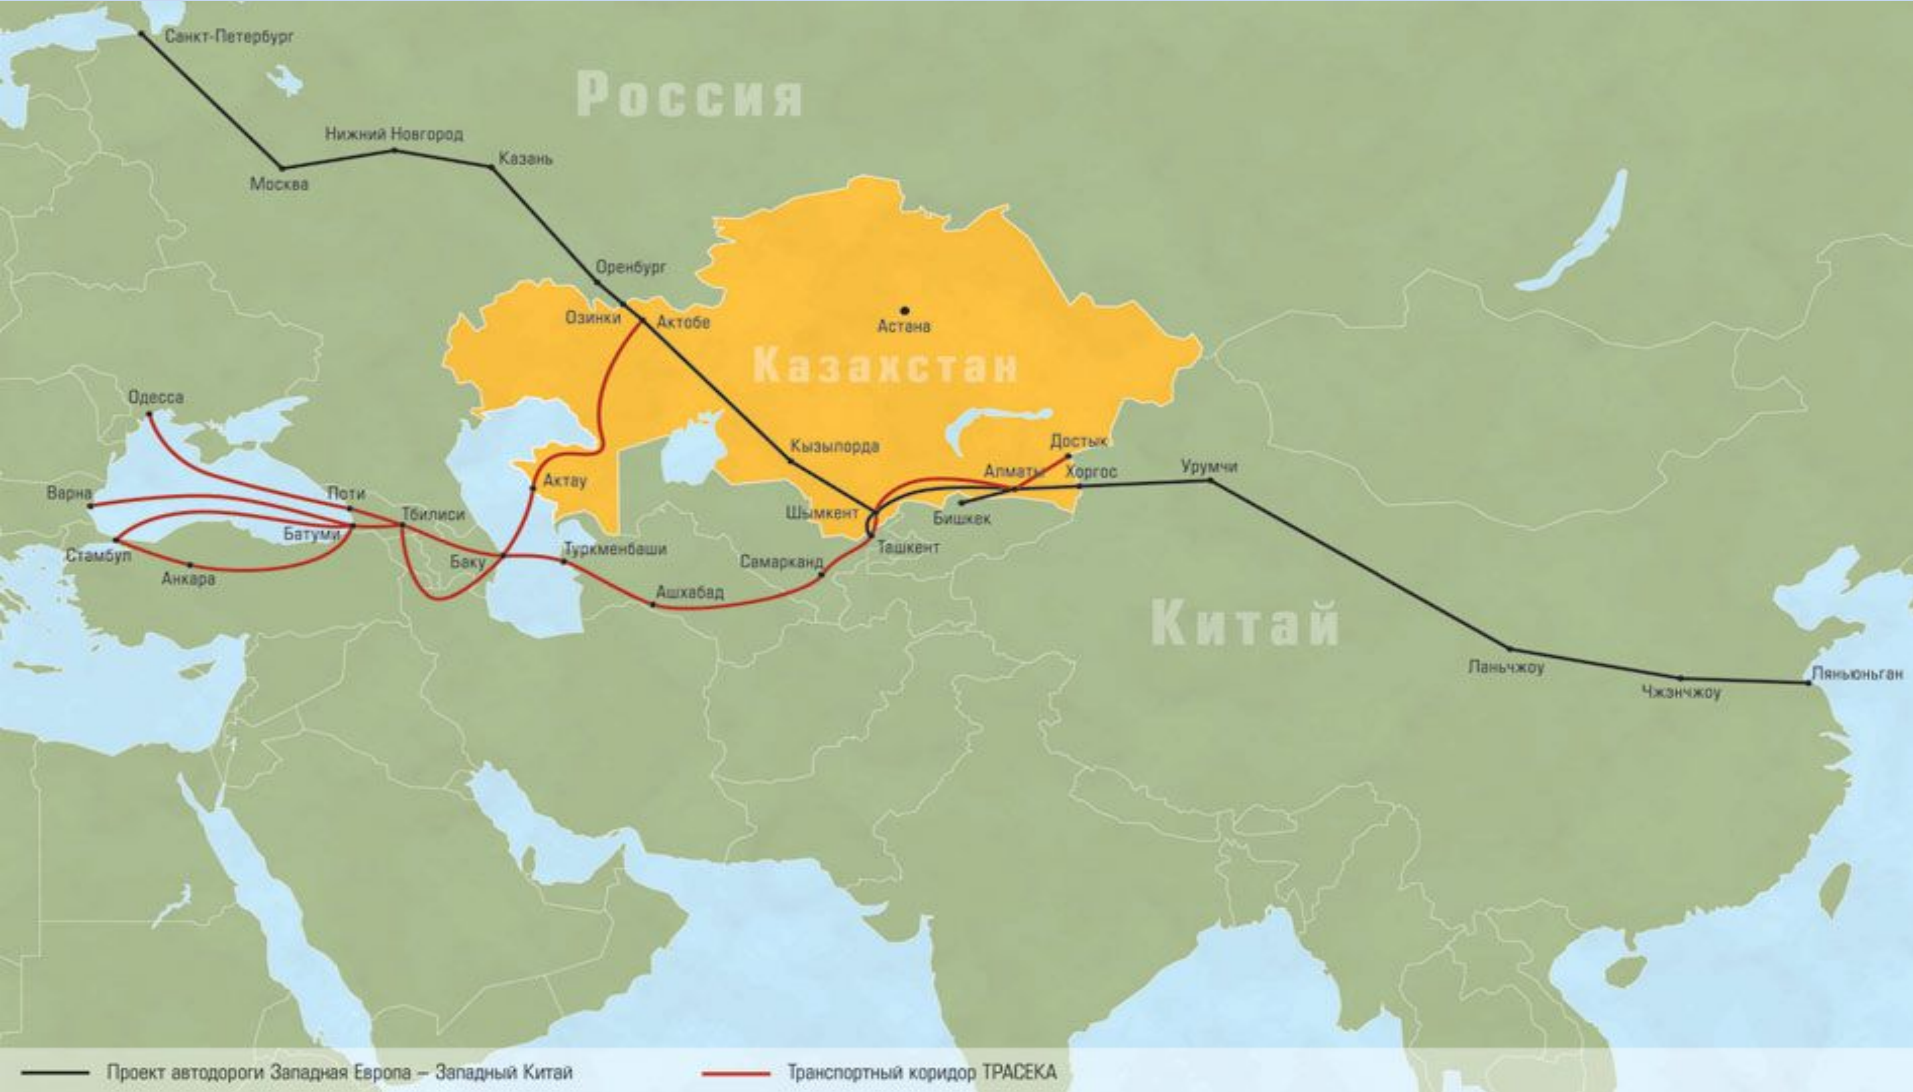 Санкт-Петербург
Россия
Нижний Новгород
Казань
Москва
Оренбург
Озинки
Актобе
Астана
Казахстан
Одесса
Кызылорда
Достык
Алматы
Хоргос
Урумчи
Актау
Варна
Поти
Тбилиси
Шымкент
Бишкек
Батуми
Стамбул
Анкара
Баку
Туркменбаши
Ташкент
Самарканд
Ашхабад
Китай
Ланьчжоу
Чжэнчжоу
Ляньюньган
Проект автодороги Западная Европа – Западный Китай
Транспортный коридор ТРАСЕКА